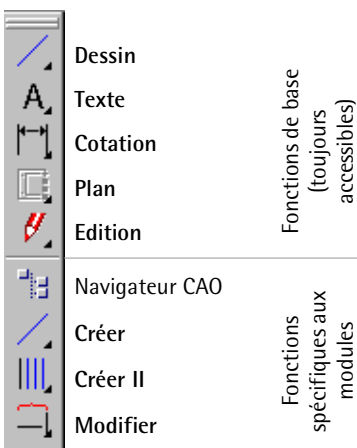 Dessin
A Texte
Cotation
Plan
Edition
Fonctions de base
(toujours
accessibles)
Navigateur CAO
Créer
Créer II
Modifier
Fonctions
spécifiques aux
modules